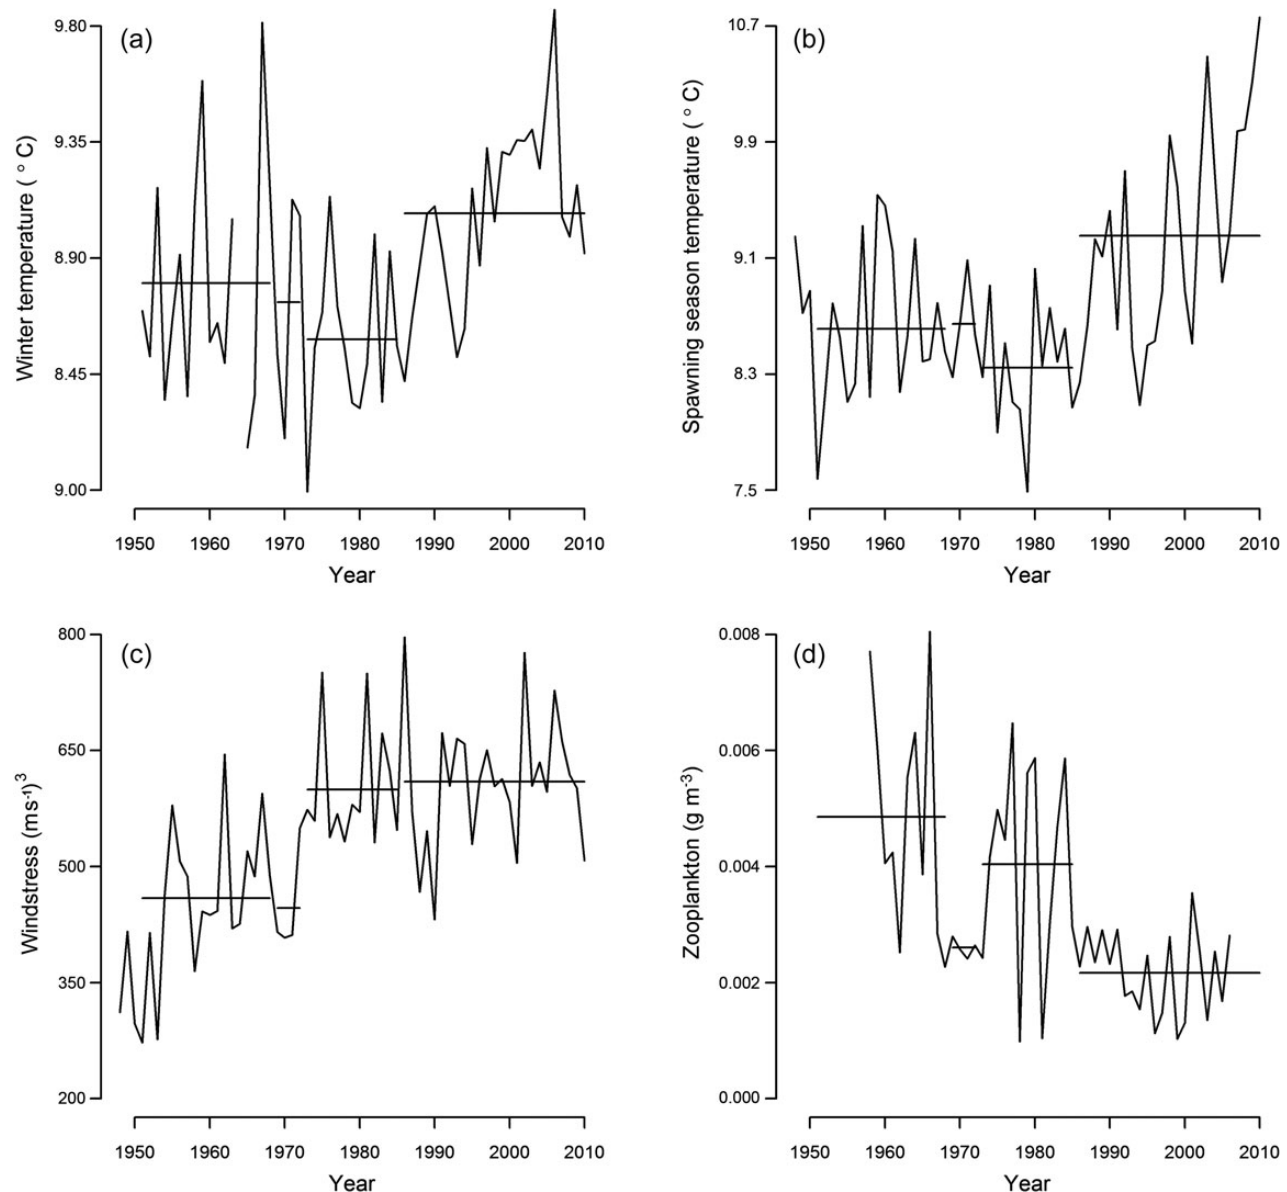 (a)
Winter temperature ( ° C)
9.80
9.35
8.90
8.45
9.00
1950 1960 1970 1980 1990 2000 2010
Year
(b)
Spawning season temperature ( ° C)
10.7
9.9
9.1
8.3
7.5
1950 1960 1970 1980 1990 2000 2010
Year
(c)
Windstress (ms⁻¹)³
800
650
500
350
200
1950 1960 1970 1980 1990 2000 2010
Year
(d)
Zooplankton (g m⁻³)
0.008
0.006
0.004
0.002
0.000
1950 1960 1970 1980 1990 2000 2010
Year